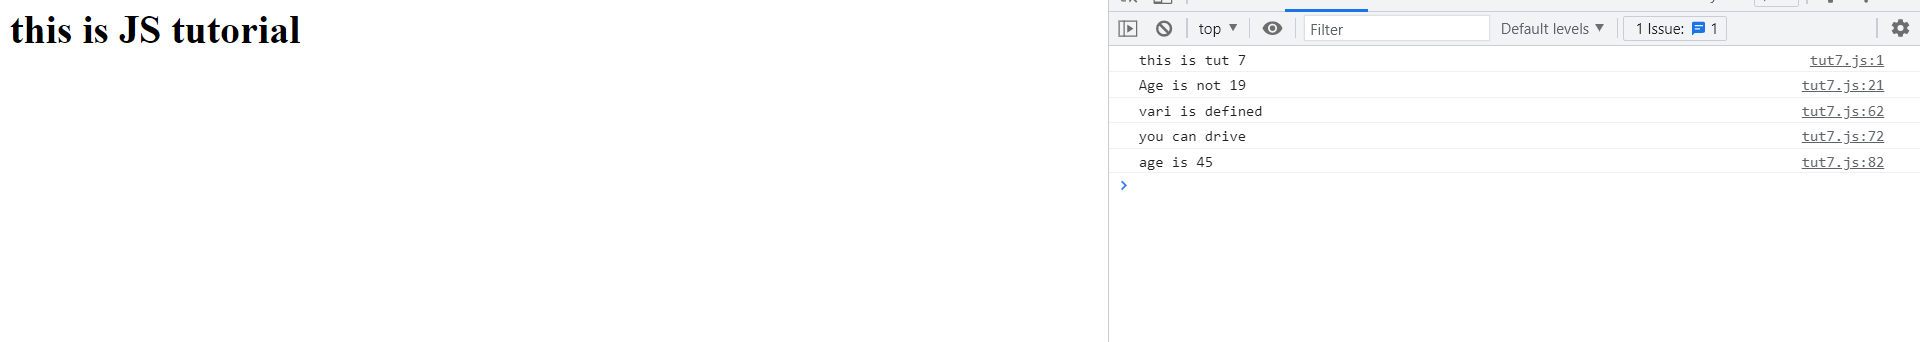 this is JS tutorial
top
Filter
Default levels
1 Issue: 1
this is tut 7 tut7.js:1
Age is not 19 tut7.js:21
vari is defined tut7.js:62
you can drive tut7.js:72
age is 45 tut7.js:82